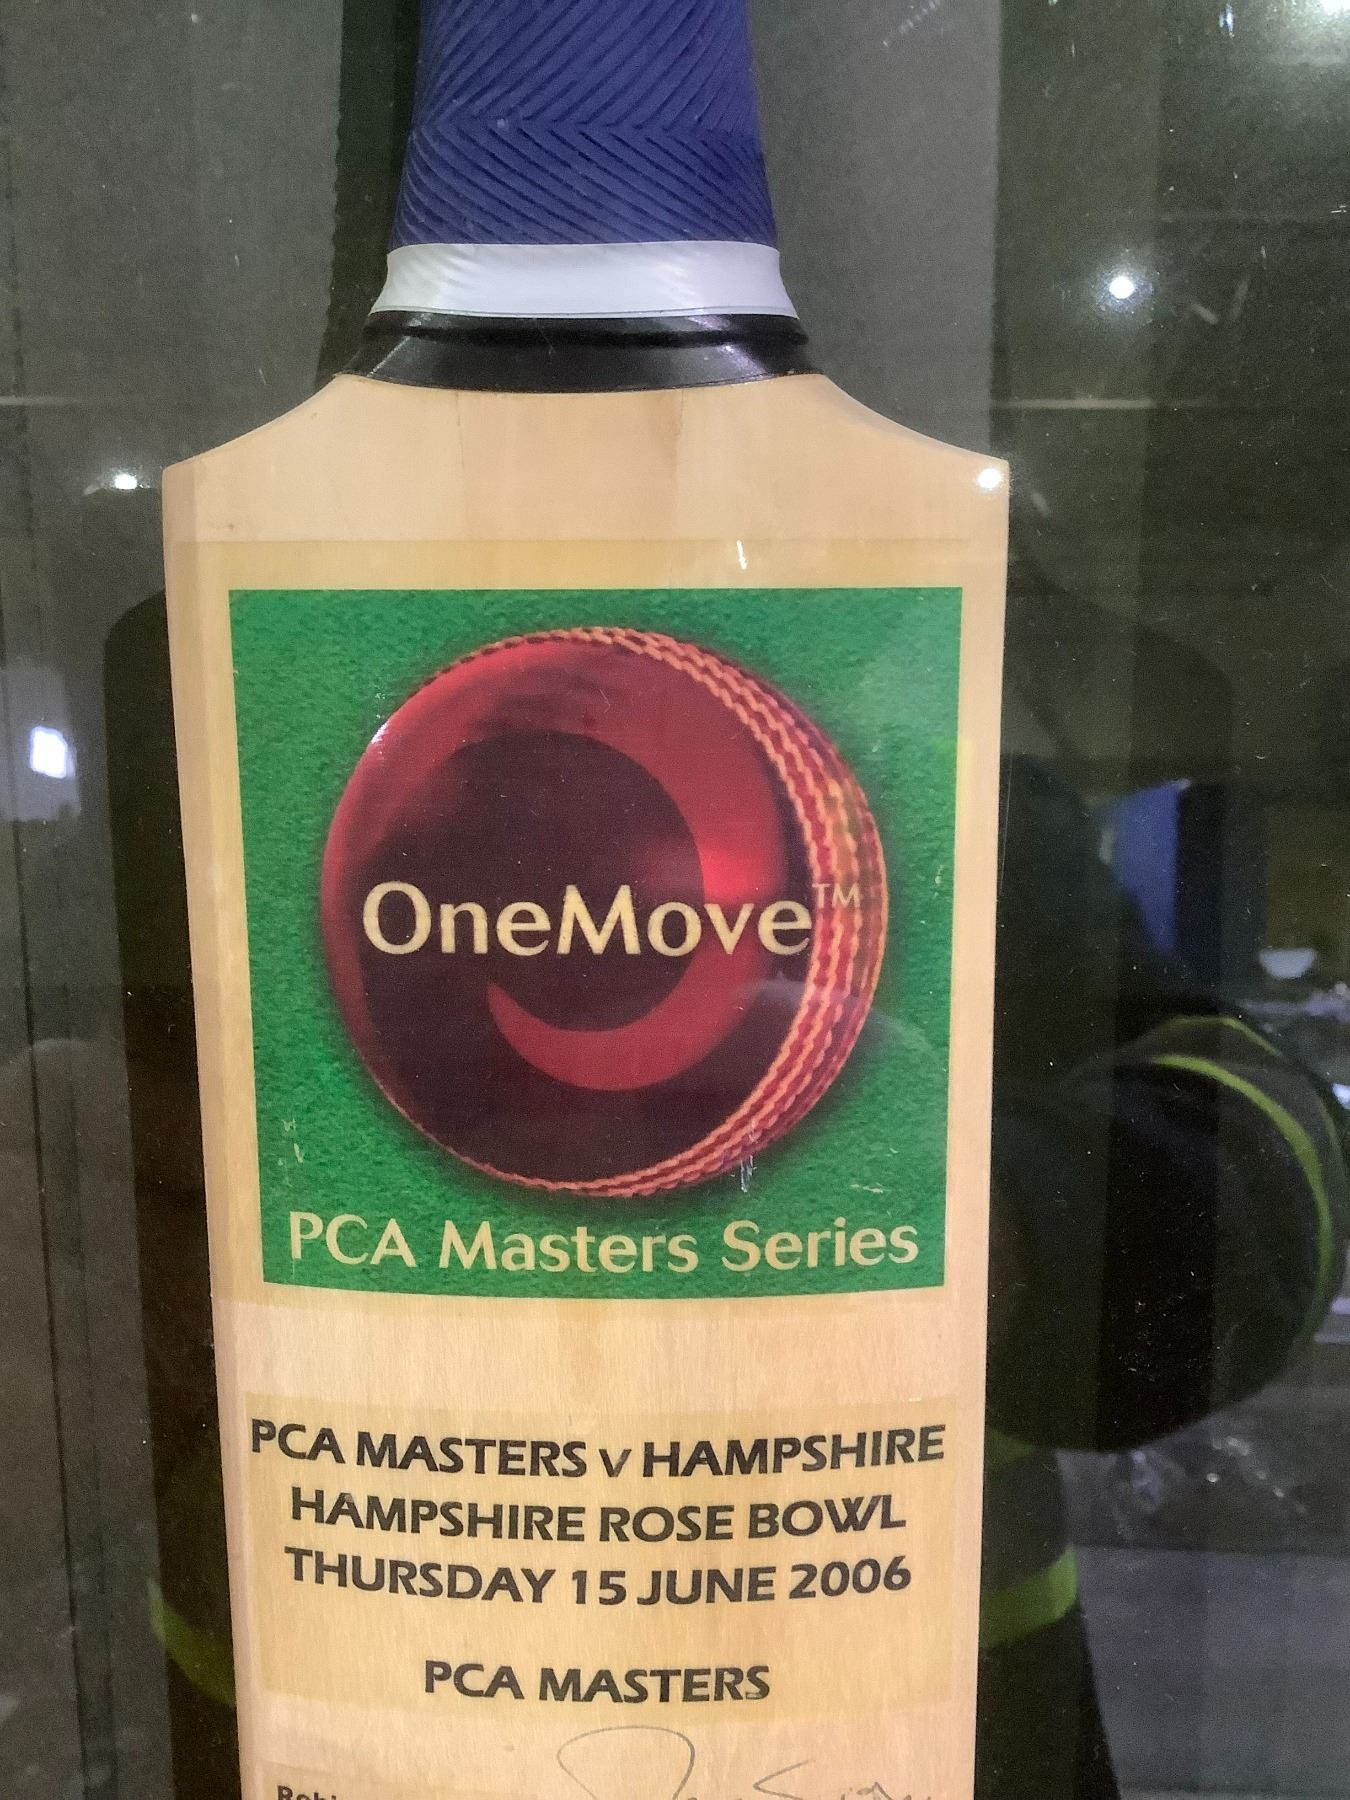 OneMove™
PCA Masters Series
PCA MASTERS v HAMPSHIRE
HAMPSHIRE ROSE BOWL
THURSDAY 15 JUNE 2006
PCA MASTERS